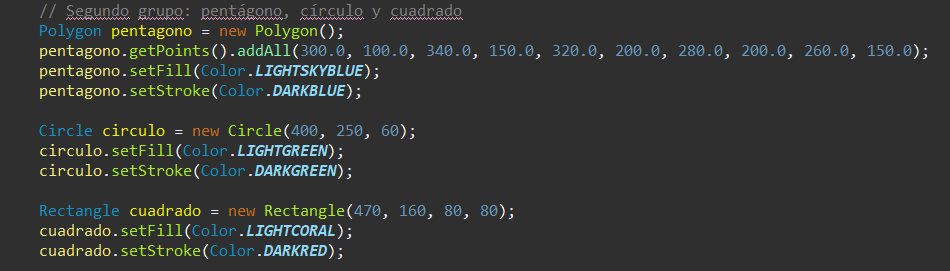 // Segundo grupo: pentágono, círculo y cuadrado
Polygon pentagono = new Polygon();
pentagono.getPoints().addAll(300.0, 100.0, 340.0, 150.0, 320.0, 200.0, 280.0, 200.0, 260.0, 150.0);
pentagono.setFill(Color.LIGHTSKYBLUE);
pentagono.setStroke(Color.DARKBLUE);
Circle circulo = new Circle(400, 250, 60);
circulo.setFill(Color.LIGHTGREEN);
circulo.setStroke(Color.DARKGREEN);
Rectangle cuadrado = new Rectangle(470, 160, 80, 80);
cuadrado.setFill(Color.LIGHTCORAL);
cuadrado.setStroke(Color.DARKRED);